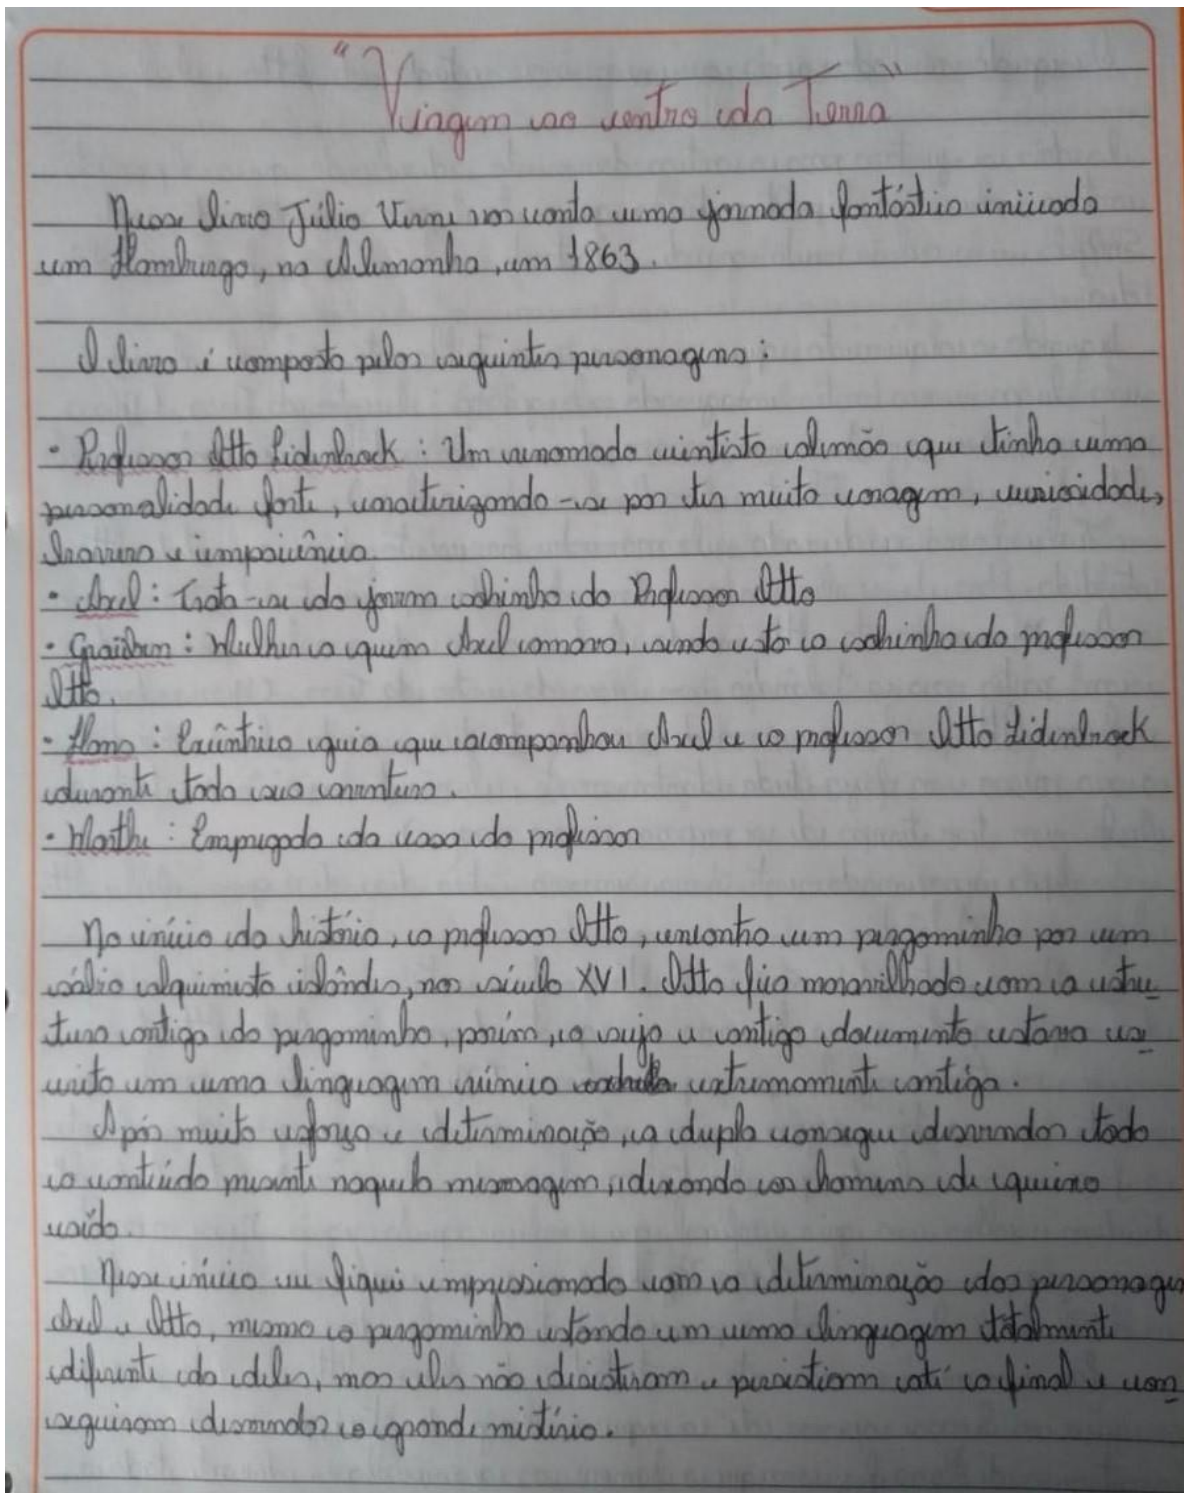 "Viagem ao centro da Terra"
Nesse livro Júlio Verne nos conta uma jornada fantástica iniciada
em Hamburgo, na Alemanha, em 1863.
O livro é composto pelos seguintes personagens:
• Professor Otto Lidenbrock: Um renomado cientista alemão que tinha uma
personalidade forte, caracterizando-se por ter muito coragem, curiosidade,
bravura e impaciência.
• Axel: Trata-se do jovem sobrinho do Professor Otto
• Graüben: Mulher a quem Axel amava, sendo esta a sobrinha do professor
Otto.
• Hans: Excêntrico guia que acompanhou Axel e o professor Otto Lidenbrock
durante toda sua aventura.
• Marthe: Empregada da casa do professor
No início da história, o professor Otto, encontra um pergaminho por um
sábio alquimista islândes, nos século XVI. Otto fica maravilhado com a estru-
tura antiga do pergaminho, porém, o sujo e antigo documento estava es-
crito em uma linguagem rúnica extremamente antiga.
Após muito esforço e determinação, a dupla consegue desvendar todo
o conteúdo presente naquela mensagem, deixando os homens de queixo
caído.
Nesse início eu fiquei impressionado com a determinação dos personagens
Axel e Otto, mesmo o pergaminho estando em uma linguagem totalmente
diferente da deles, mas eles não desistiram e persistiam até o final e con-
seguiram desvendar o grande mistério.